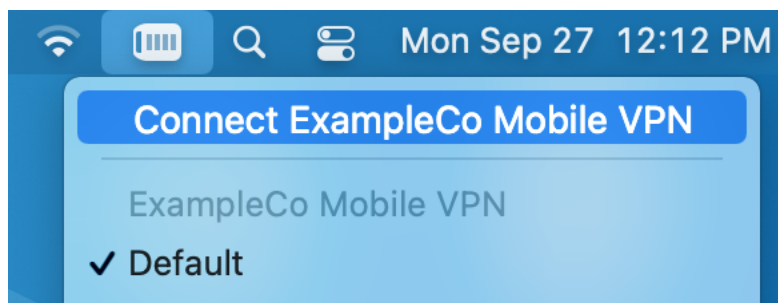 Mon Sep 27 12:12 PM
Connect ExampleCo Mobile VPN
ExampleCo Mobile VPN
✓ Default